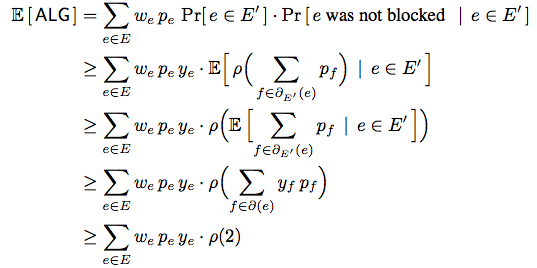 𝔼[ALG] = ∑_{e∈E} w_e p_e Pr[e ∈ E′] · Pr[e was not blocked | e ∈ E′]
≥ ∑_{e∈E} w_e p_e y_e · 𝔼[ρ(∑_{f∈∂_{E′}(e)} p_f) | e ∈ E′]
≥ ∑_{e∈E} w_e p_e y_e · ρ(𝔼[∑_{f∈∂_{E′}(e)} p_f | e ∈ E′])
≥ ∑_{e∈E} w_e p_e y_e · ρ(∑_{f∈∂(e)} y_f p_f)
≥ ∑_{e∈E} w_e p_e y_e · ρ(2)